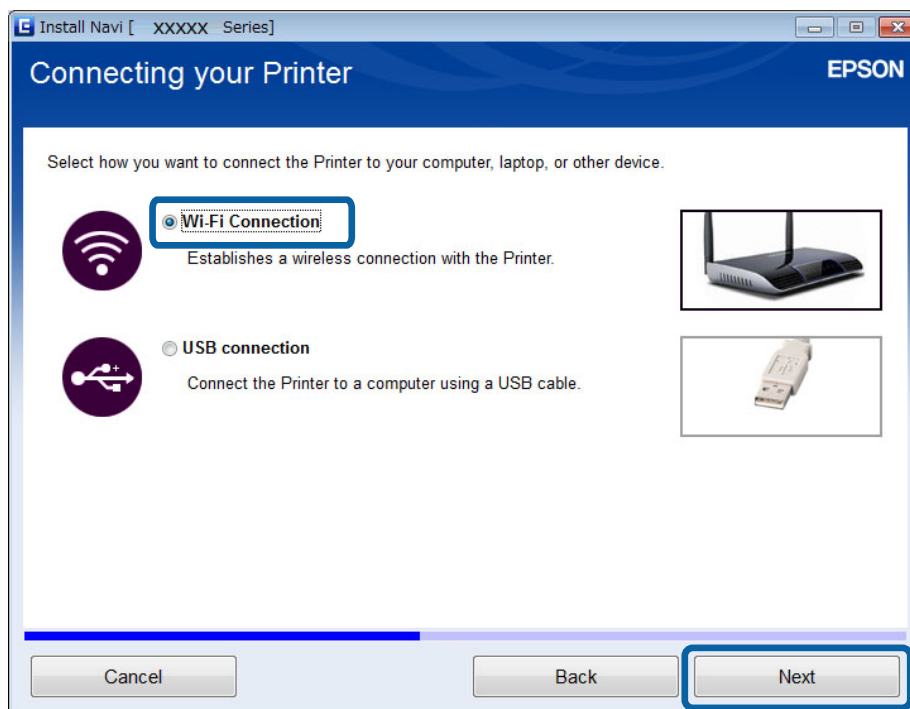 Install Navi [ XXXXX Series]
Connecting your Printer
EPSON
Select how you want to connect the Printer to your computer, laptop, or other device.
Wi-Fi Connection
Establishes a wireless connection with the Printer.
USB connection
Connect the Printer to a computer using a USB cable.
Cancel
Back
Next